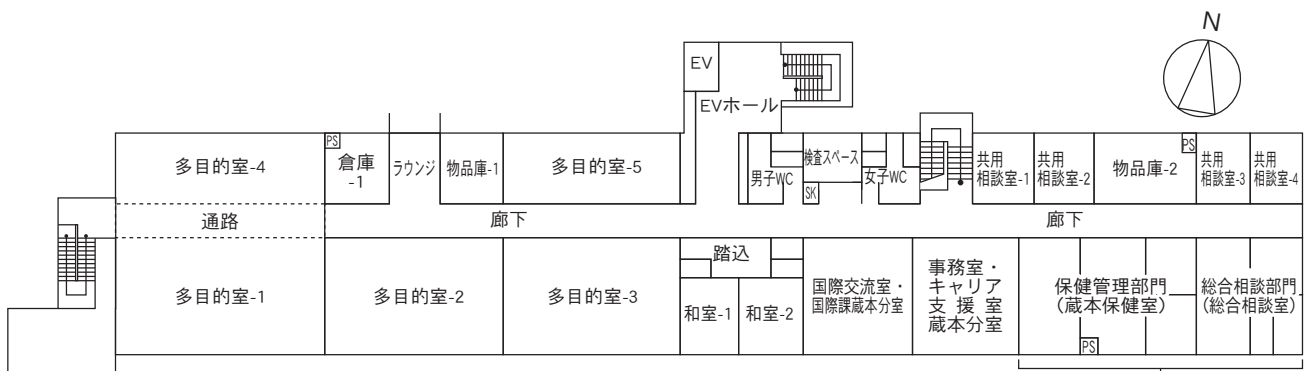 N
EV
EVホール
多目的室-4
PS
倉庫
-1
ラウンジ
物品庫-1
多目的室-5
男子WC
検査スペース
SK
女子WC
共用
相談室-1
共用
相談室-2
物品庫-2
PS
共用
相談室-3
共用
相談室-4
通路
廊下
廊下
多目的室-1
多目的室-2
多目的室-3
踏込
和室-1
和室-2
国際交流室・
国際課蔵本分室
事務室・
キャリア
支援室
蔵本分室
保健管理部門
(蔵本保健室)
PS
総合相談部門
(総合相談室)